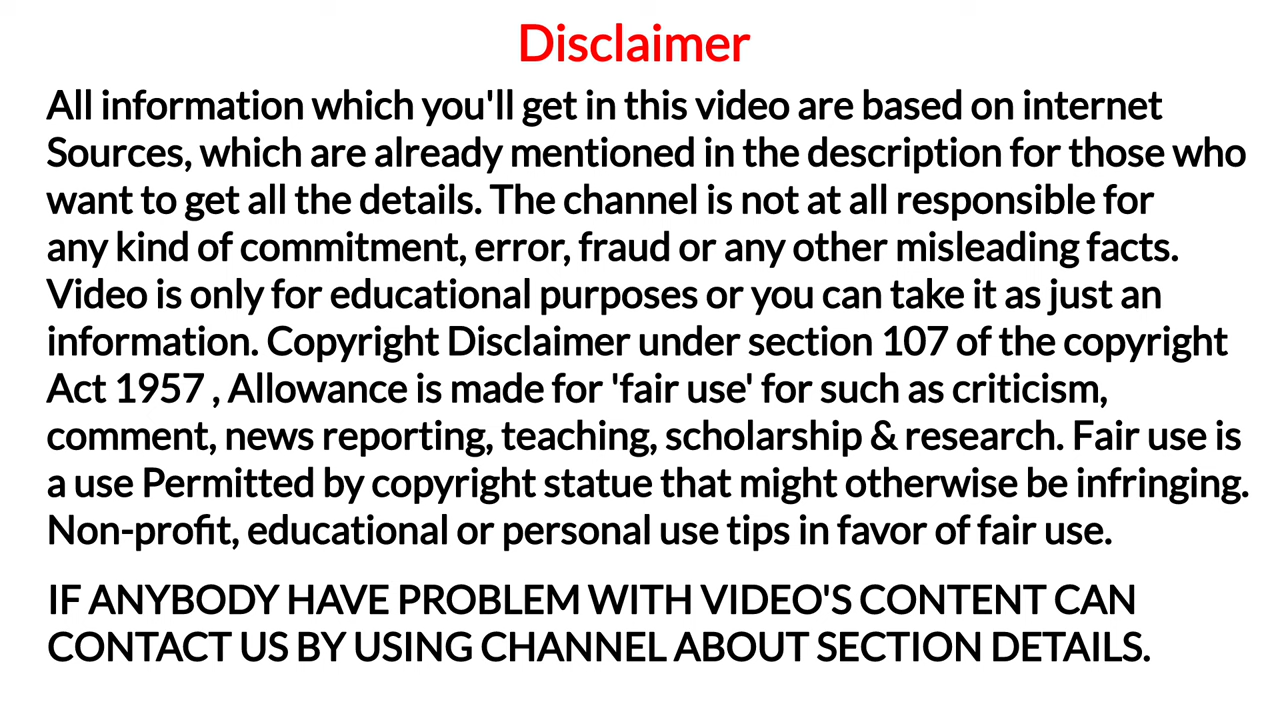 Disclaimer
All information which you'll get in this video are based on internet
Sources, which are already mentioned in the description for those who
want to get all the details. The channel is not at all responsible for
any kind of commitment, error, fraud or any other misleading facts.
Video is only for educational purposes or you can take it as just an
information. Copyright Disclaimer under section 107 of the copyright
Act 1957 , Allowance is made for 'fair use' for such as criticism,
comment, news reporting, teaching, scholarship & research. Fair use is
a use Permitted by copyright statue that might otherwise be infringing.
Non-profit, educational or personal use tips in favor of fair use.
IF ANYBODY HAVE PROBLEM WITH VIDEO'S CONTENT CAN
CONTACT US BY USING CHANNEL ABOUT SECTION DETAILS.